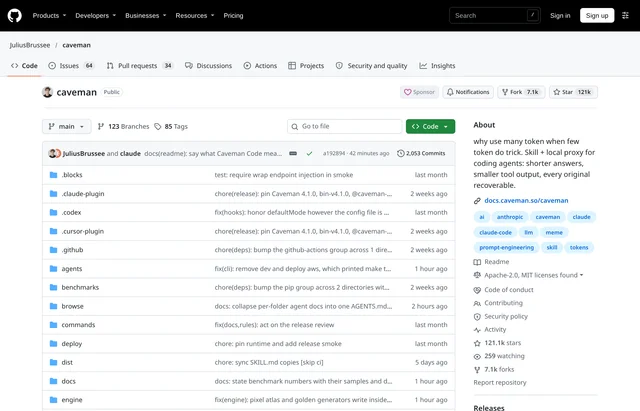 Products Developers Businesses Resources Pricing Search / Sign in Sign up
JuliusBrussee / caveman
Code Issues 64 Pull requests 34 Discussions Actions Projects Security and quality Insights
caveman Public Sponsor Notifications Fork 7.1k Star 121k
main 123 Branches 85 Tags Go to file Code
JuliusBrussee and claude docs(readme): say what Caveman Code mea... a192894 · 42 minutes ago 2,053 Commits
.blocks test: require wrap endpoint injection in smoke last month
.claude-plugin chore(release): pin Caveman 4.1.0, bin-v4.1.0, @caveman-... 2 weeks ago
.codex fix(hooks): honor defaultMode however the config file is ... last month
.cursor-plugin chore(release): pin Caveman 4.1.0, bin-v4.1.0, @caveman-... 2 weeks ago
.github chore(deps): bump the github-actions group across 1 dire... 2 weeks ago
agents fix(cli): remove dev and deploy aws, which printed make t... 1 hour ago
benchmarks chore(deps): bump the pip group across 2 directories wit... 2 weeks ago
browse docs: collapse per-folder agent docs into one AGENTS.md... 2 hours ago
commands fix(docs,rules): act on the release review last month
deploy chore: pin runtime and add release smoke last month
dist chore: sync SKILL.md copies [skip ci] 5 days ago
docs docs: state benchmark numbers with their samples and d... 1 hour ago
engine fix(engine): pixel atlas and golden generators write inside... 1 hour ago
About
why use many token when few
token do trick. Skill + local proxy for
coding agents: shorter answers,
smaller tool output, every original
recoverable.
docs.caveman.so/caveman
ai anthropic caveman claude
claude-code llm meme
prompt-engineering skill tokens
Readme
Apache-2.0, MIT licenses found
Code of conduct
Contributing
Security policy
Activity
121.1k stars
259 watching
7.1k forks
Report repository
Releases